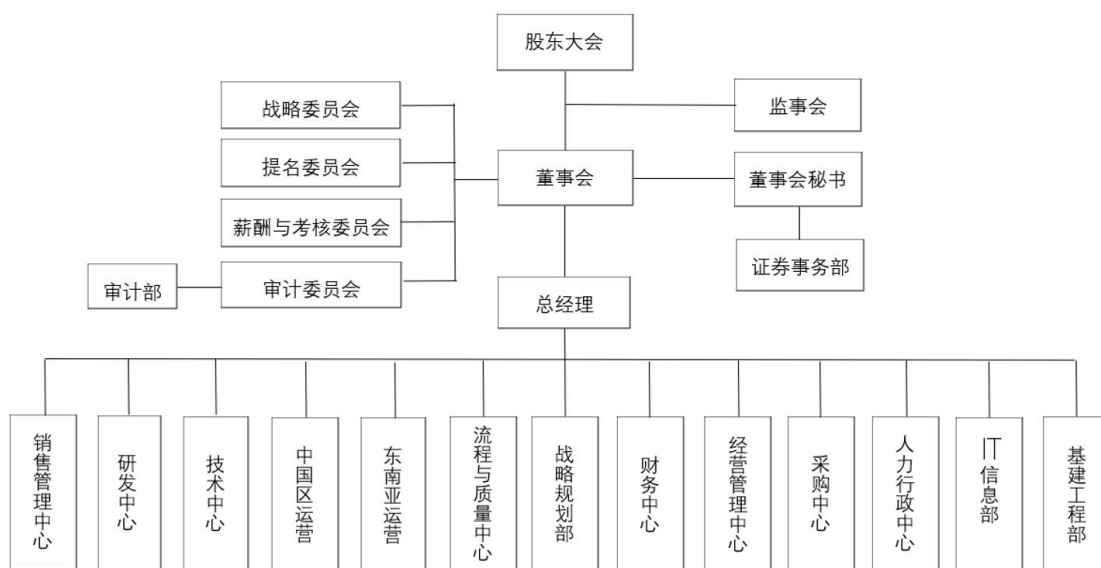 股东大会
战略委员会
监事会
提名委员会
董事会
董事会秘书
薪酬与考核委员会
证券事务部
审计部
审计委员会
总经理
销售管理中心
研发中心
技术中心
中国区运营
东南亚运营
流程与质量中心
战略规划部
财务中心
经营管理中心
采购中心
人力行政中心
IT信息部
基建工程部